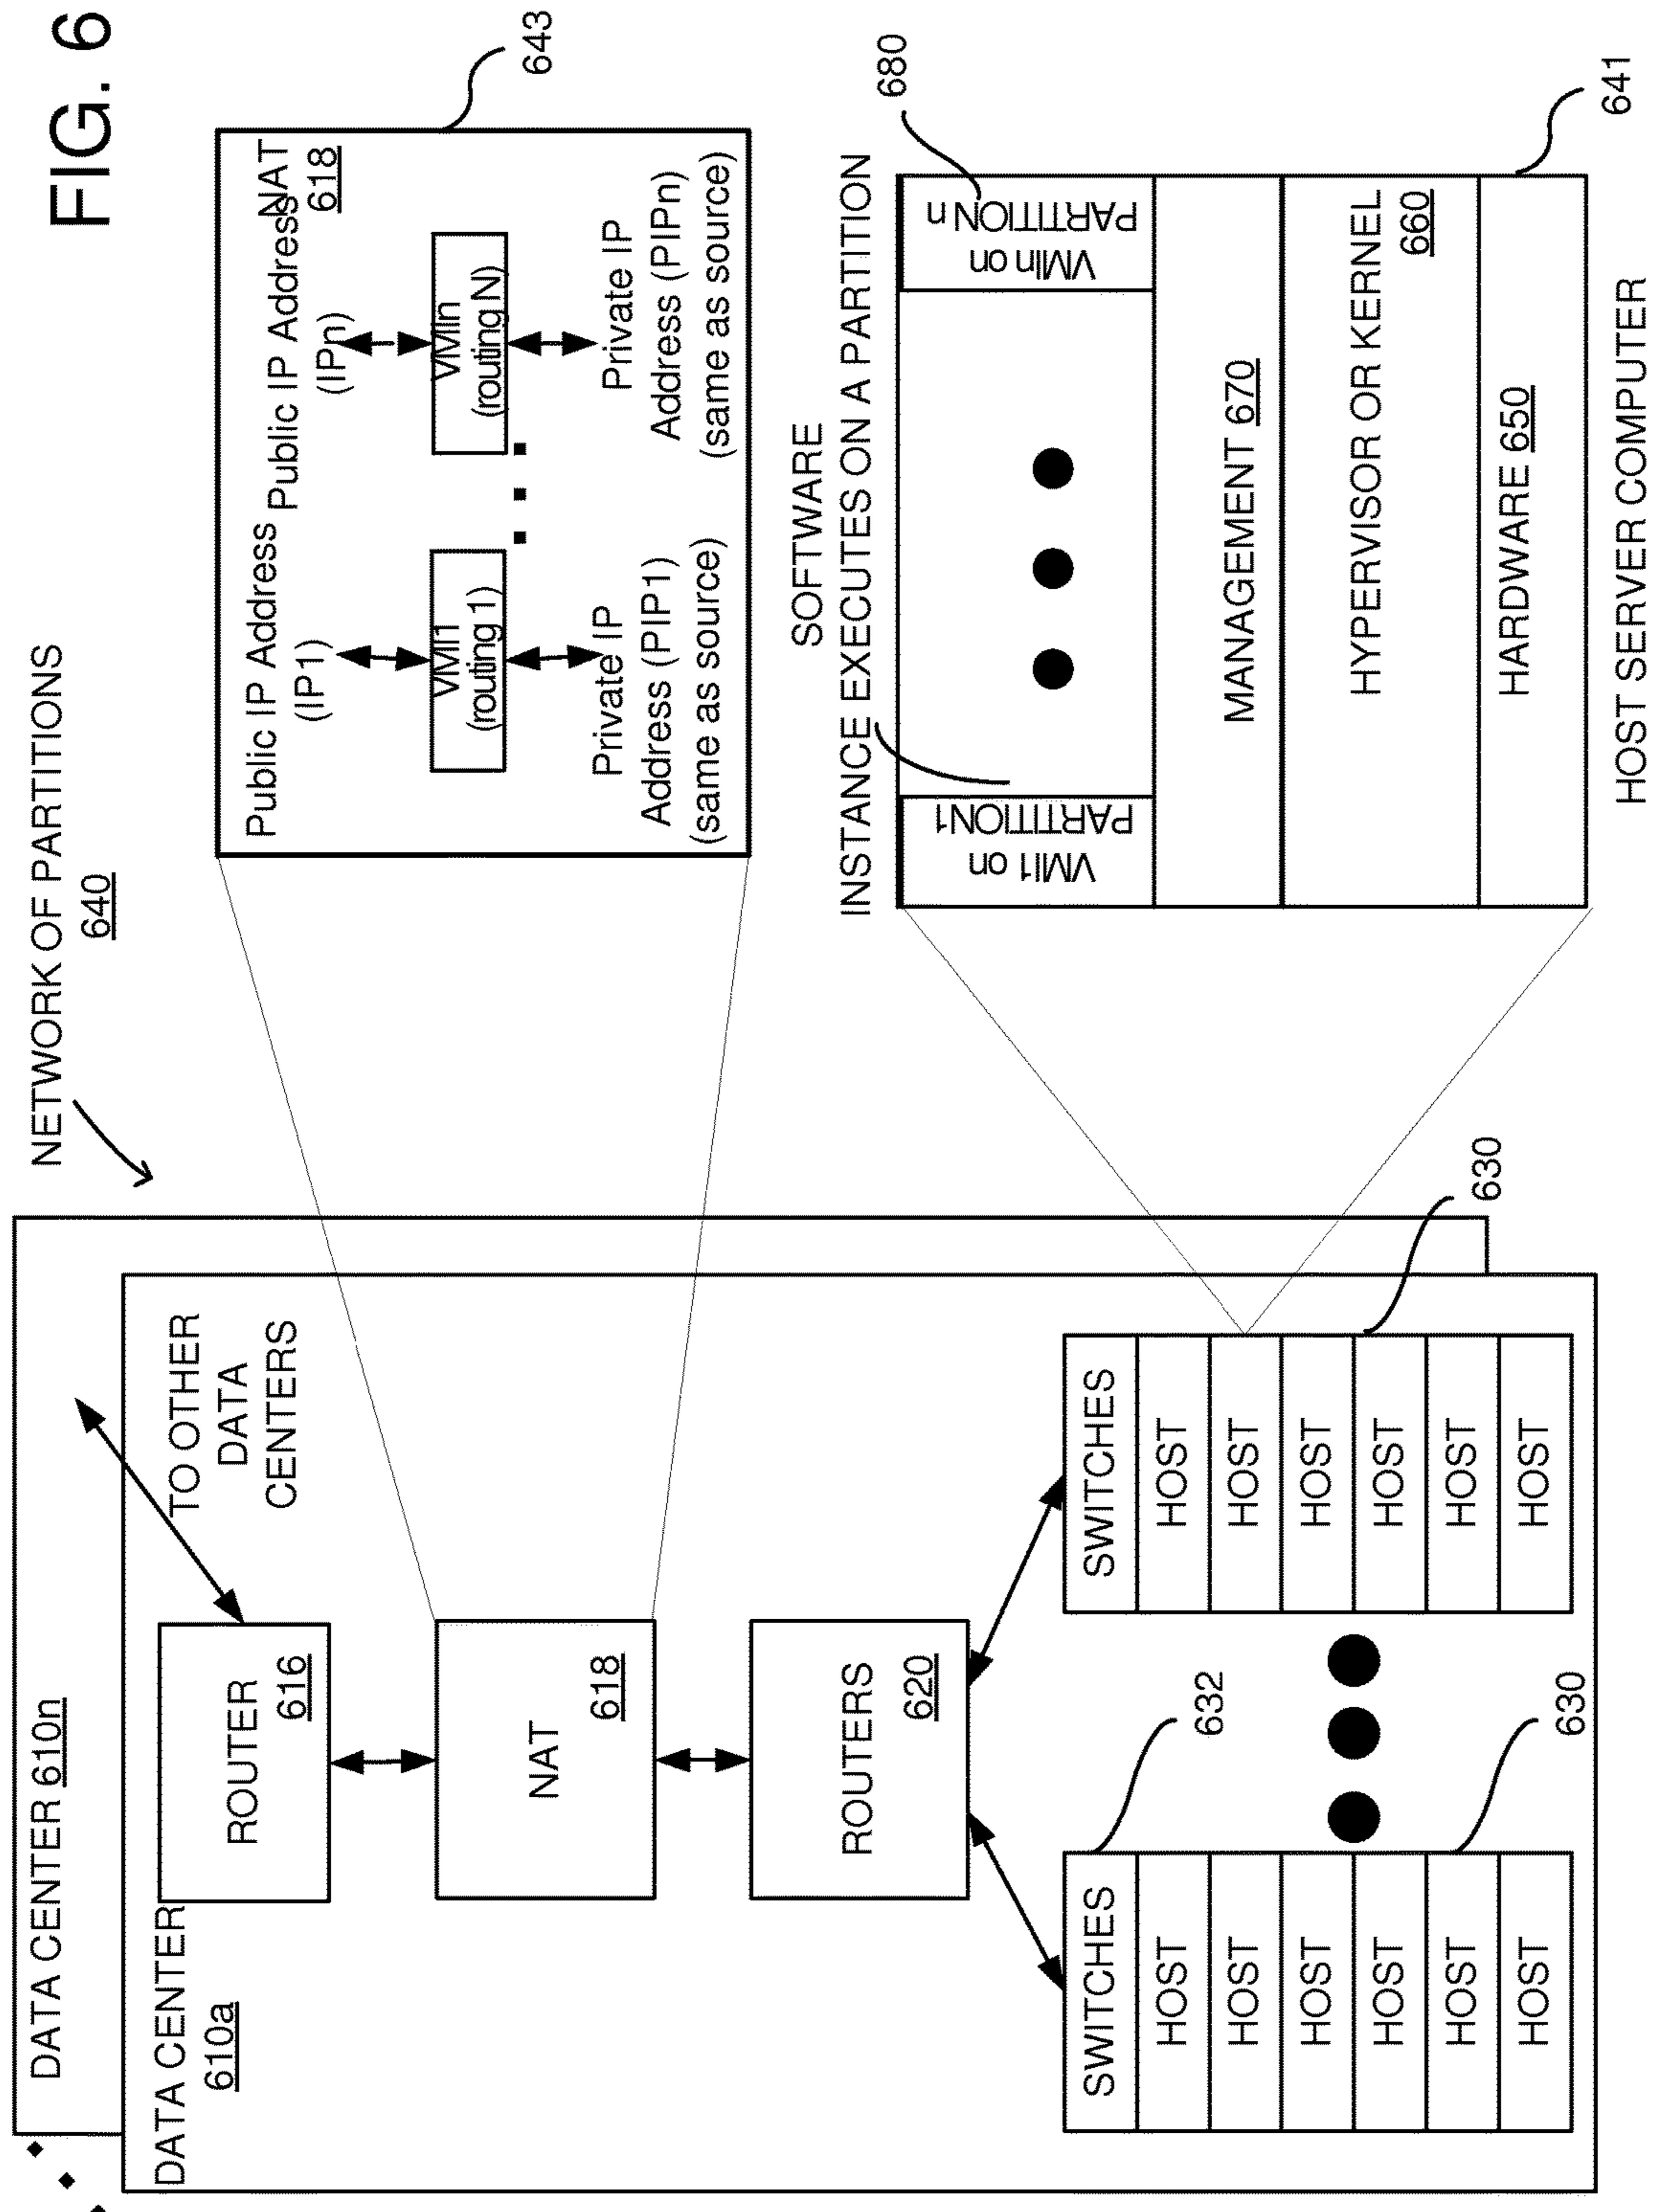 FIG. 6
NETWORK OF PARTITIONS
640
DATA CENTER 610n
DATA CENTER
610a
TO OTHER
DATA
CENTERS
ROUTER
616
NAT
618
ROUTERS
620
632
SWITCHES
HOST
HOST
HOST
HOST
HOST
HOST
630
SWITCHES
HOST
HOST
HOST
HOST
HOST
HOST
630
643
NAT
618
Public IP Address
(IP1)
VMI1
(routing 1)
Private IP
Address (PIP1)
(same as source)
Public IP Address
(IPn)
VMIn
(routing N)
Private IP
Address (PIPn)
(same as source)
SOFTWARE
INSTANCE EXECUTES ON A PARTITION
680
VMI1 on
PARTITION1
VMIn on
PARTITION n
MANAGEMENT 670
HYPERVISOR OR KERNEL
660
HARDWARE 650
641
HOST SERVER COMPUTER